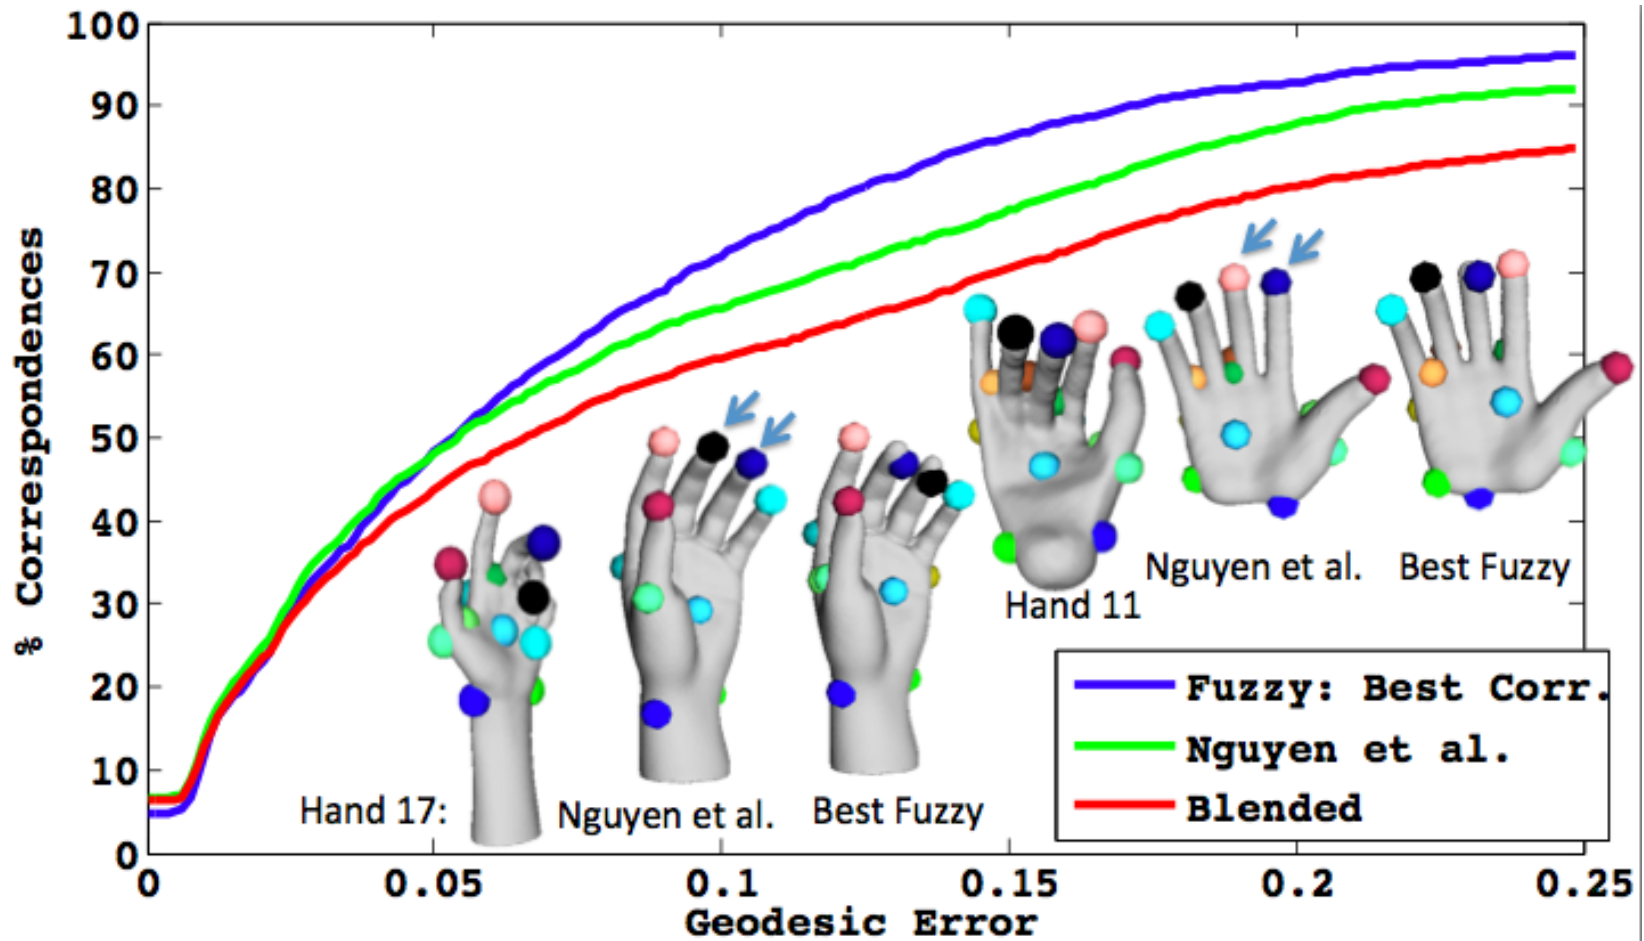 100
90
80
70
60
50
40
30
20
10
0
% Correspondences
0 0.05 0.1 0.15 0.2 0.25
Geodesic Error
Hand 17:
Nguyen et al.
Best Fuzzy
Hand 11
Nguyen et al.
Best Fuzzy
Fuzzy: Best Corr.
Nguyen et al.
Blended